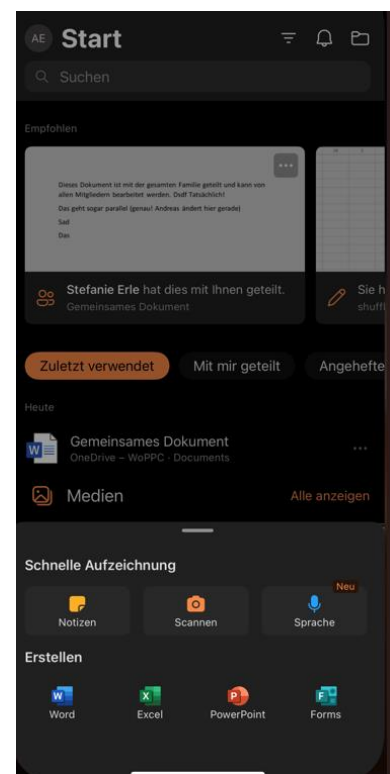 AE Start
Suchen
Empfohlen
Dieses Dokument ist mit der gesamten Familie geteilt und kann von
allen Mitgliedern bearbeitet werden. Dsdf Tatsächlich!
Das geht sogar parallel (genau! Andreas ändert hier gerade)
Sad
Das
Stefanie Erle hat dies mit Ihnen geteilt.
Gemeinsames Dokument
Sie h
shuffl
Zuletzt verwendet Mit mir geteilt Angehefte
Heute
Gemeinsames Dokument
OneDrive – WoPPC · Documents
Medien Alle anzeigen
Schnelle Aufzeichnung
Neu
Notizen Scannen Sprache
Erstellen
Word Excel PowerPoint Forms